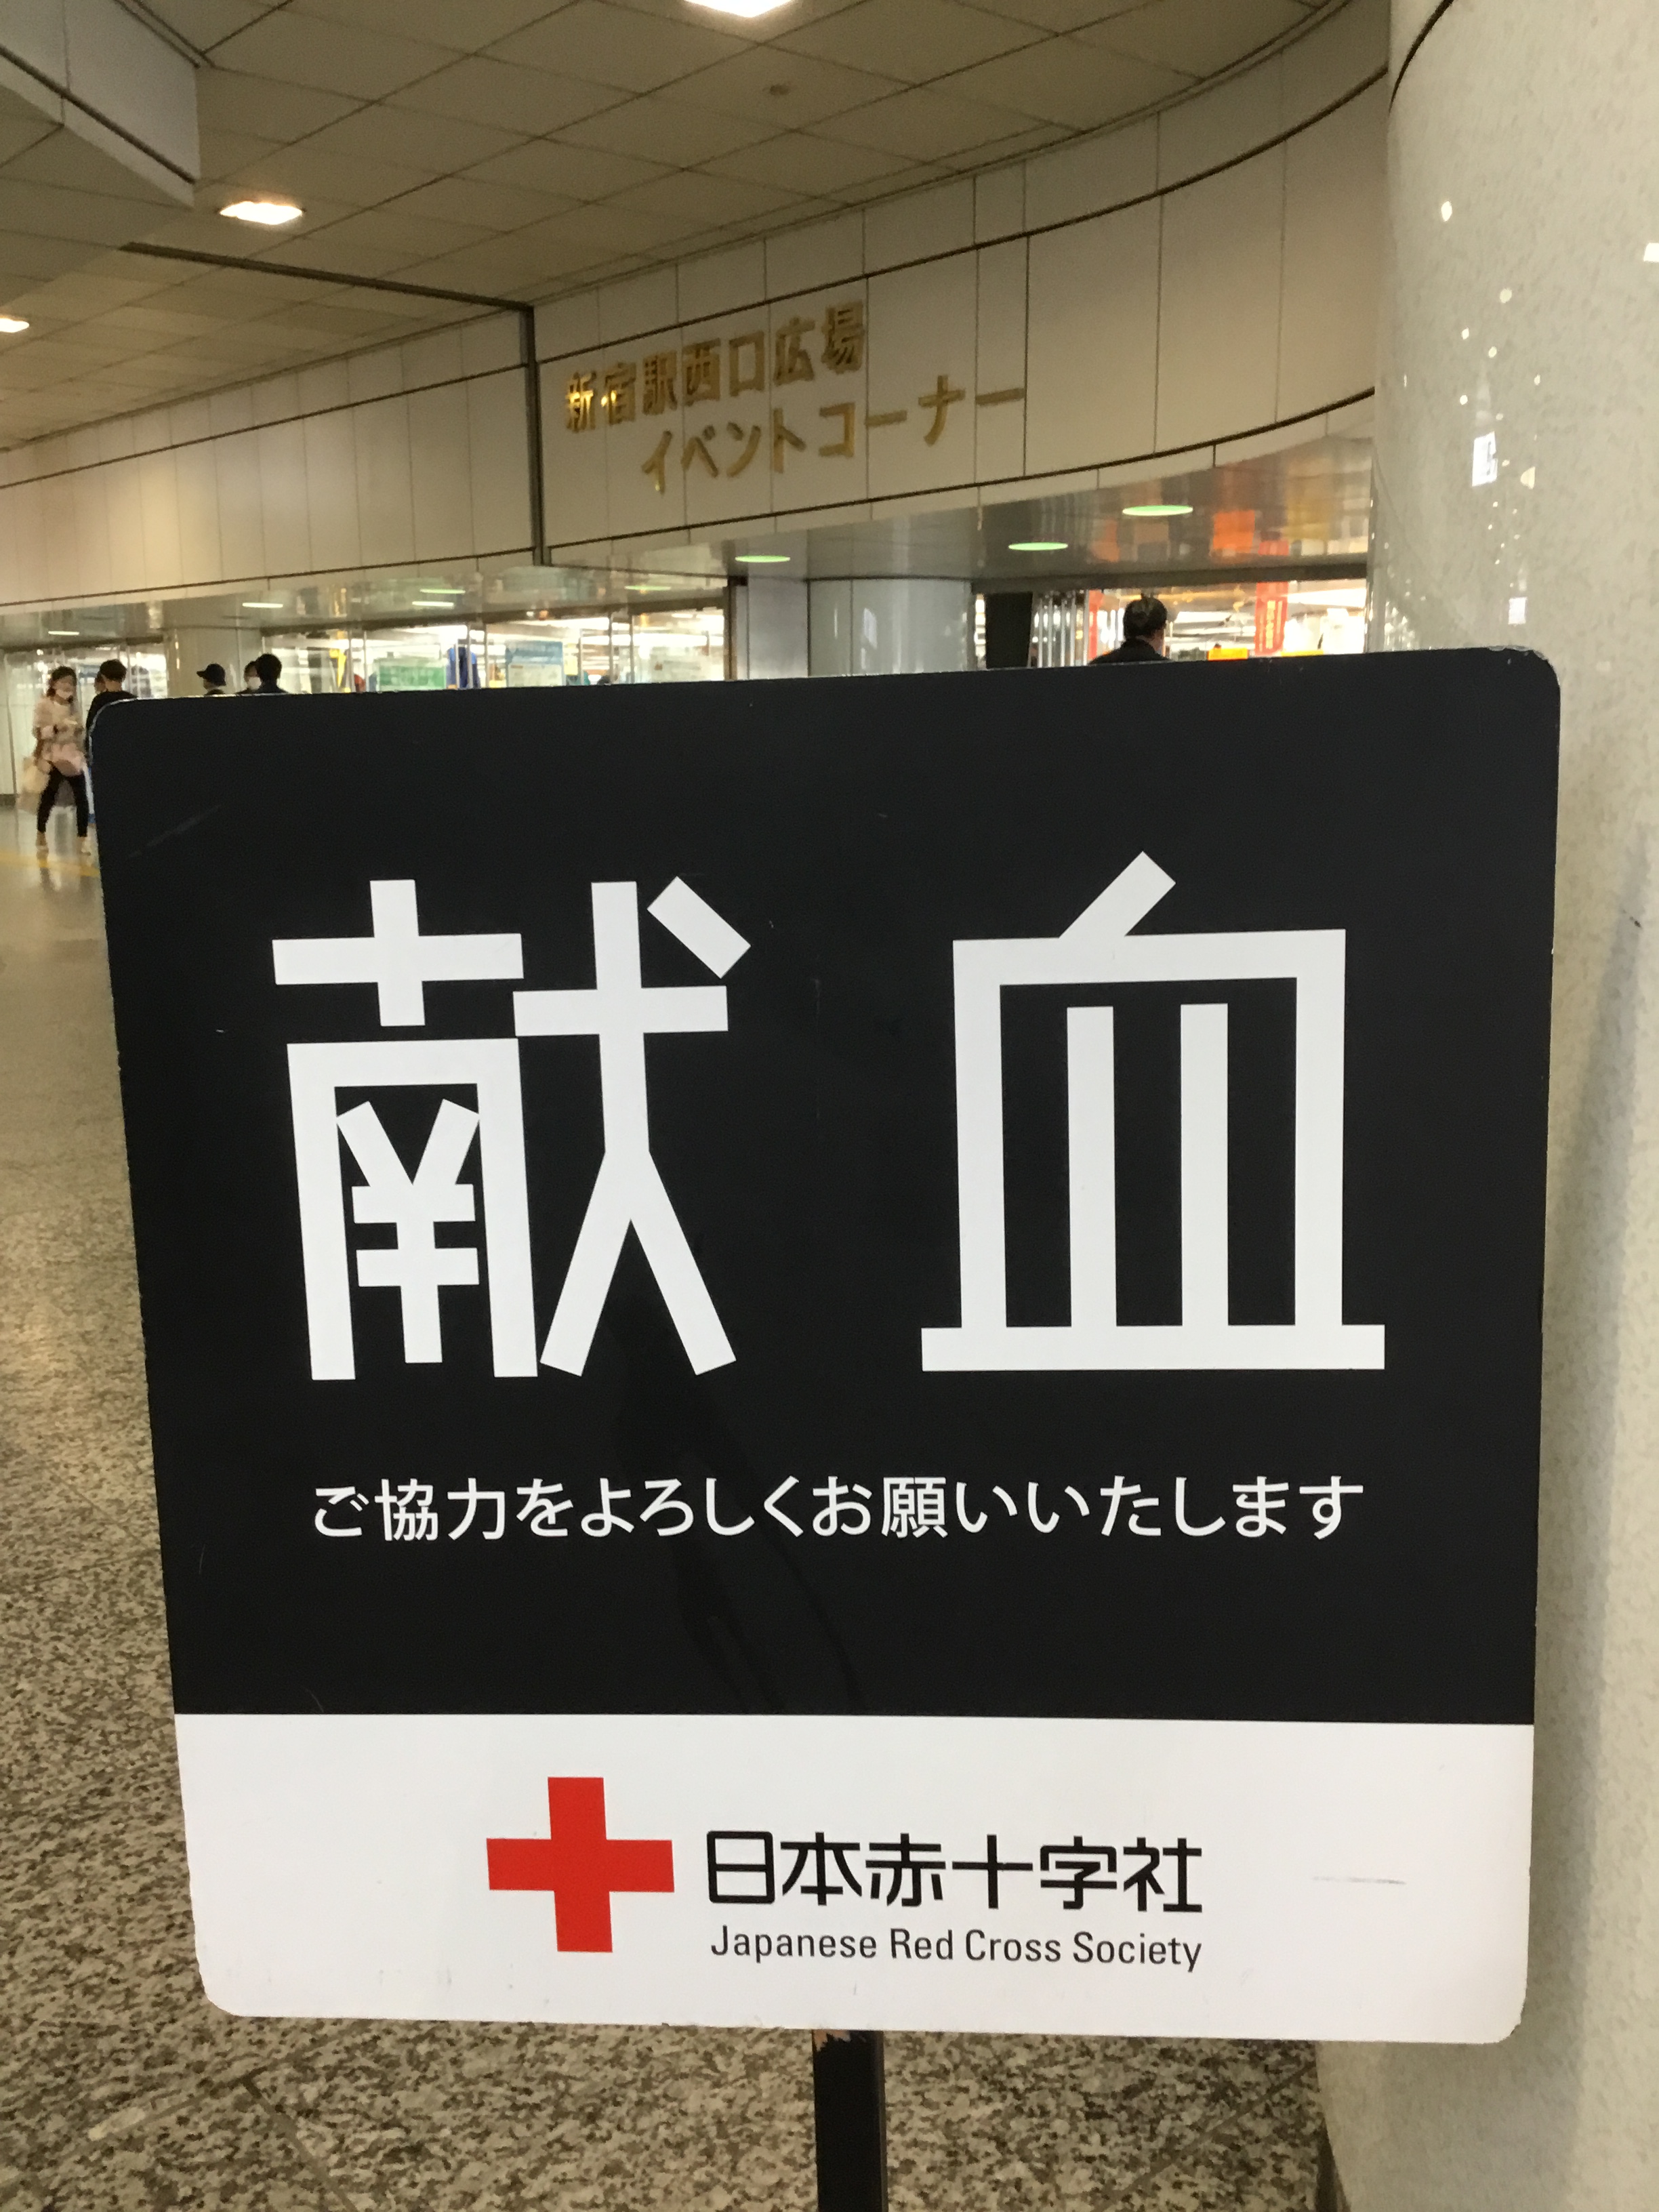 新宿駅西口広場
イベントコーナー
献血
ご協力をよろしくお願いいたします
日本赤十字社
Japanese Red Cross Society